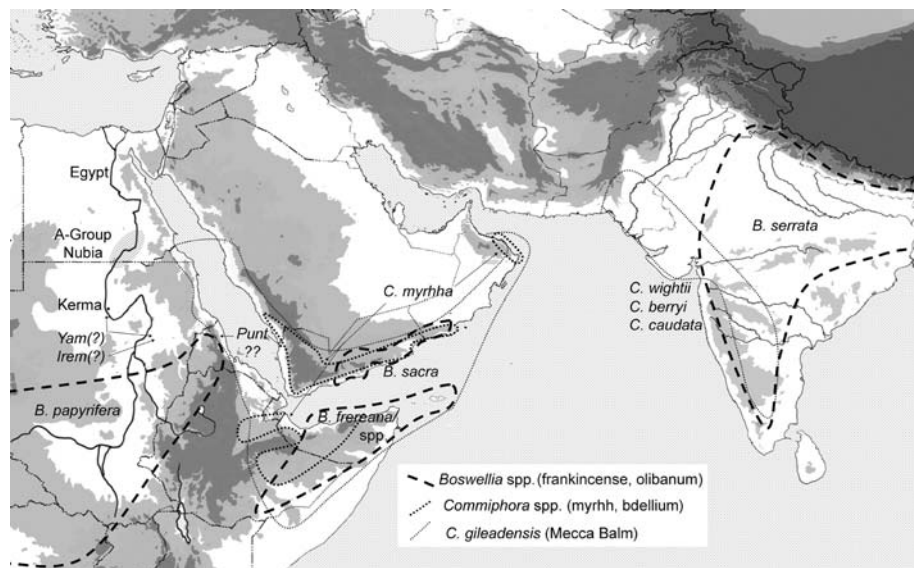 Egypt
A-Group
Nubia
Kerma
Yam(?)
Irem(?)
Punt
??
B. papyrifera
C. myrhha
B. sacra
B. frereana/
spp.
B. serrata
C. wightii
C. berryi
C. caudata
Boswellia spp. (frankincense, olibanum)
Commiphora spp. (myrhh, bdellium)
C. gileadensis (Mecca Balm)